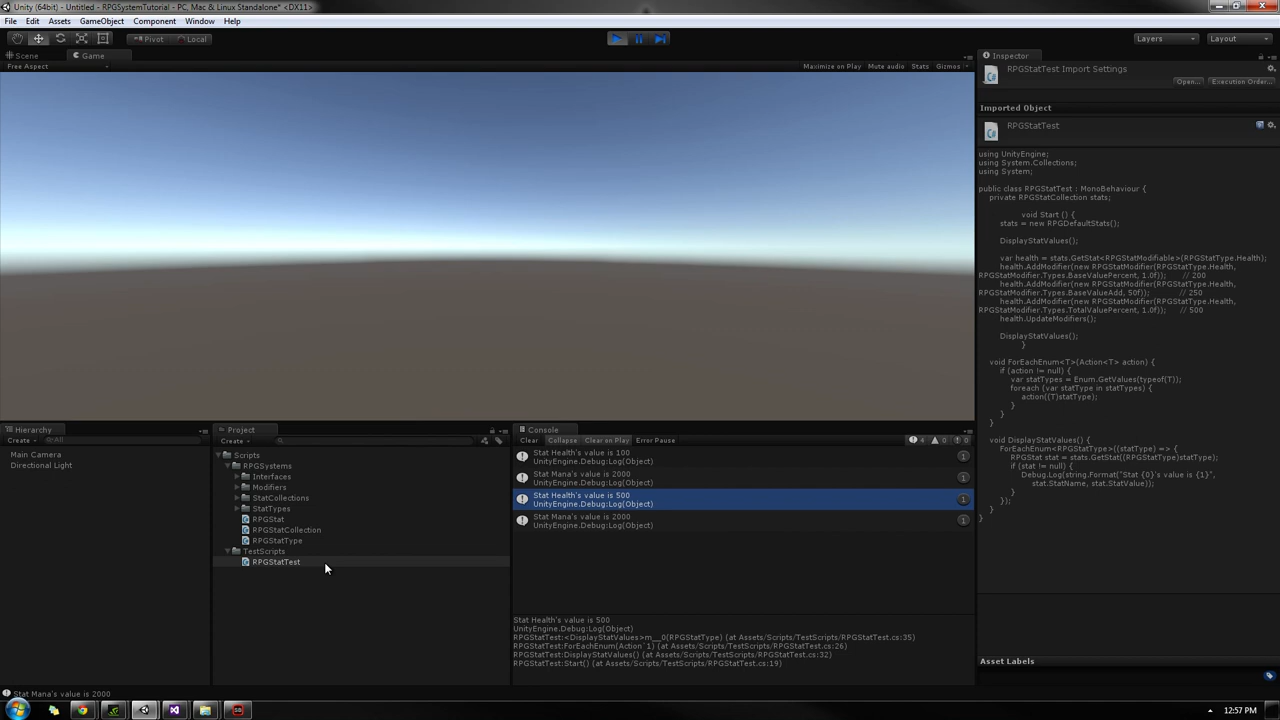 Unity (64bit) - Untitled - RPGSystemTutorial - PC, Mac & Linux Standalone* <DX11>
File Edit Assets GameObject Component Window Help
Pivot Local Layers Layout
Scene Game
Free Aspect Maximize on Play Mute audio Stats Gizmos
Inspector
RPGStatTest Import Settings
Open... Execution Order...
Imported Object
RPGStatTest
using UnityEngine;
using System.Collections;
using System;
public class RPGStatTest : MonoBehaviour {
private RPGStatCollection stats;
void Start () {
stats = new RPGDefaultStats();
DisplayStatValues();
var health = stats.GetStat<RPGStatModifiable>(RPGStatType.Health);
health.AddModifier(new RPGStatModifier(RPGStatType.Health,
RPGStatModifier.Types.BaseValuePercent, 1.0f)); // 200
health.AddModifier(new RPGStatModifier(RPGStatType.Health,
RPGStatModifier.Types.BaseValueAdd, 50f)); // 250
health.AddModifier(new RPGStatModifier(RPGStatType.Health,
RPGStatModifier.Types.TotalValuePercent, 1.0f)); // 500
health.UpdateModifiers();
DisplayStatValues();
}
void ForEachEnum<T>(Action<T> action) {
if (action != null) {
var statTypes = Enum.GetValues(typeof(T));
foreach (var statType in statTypes) {
action((T)statType);
}
}
}
void DisplayStatValues() {
ForEachEnum<RPGStatType>((statType) => {
RPGStat stat = stats.GetStat((RPGStatType)statType);
if (stat != null) {
Debug.Log(string.Format("Stat {0}'s value is {1}",
stat.StatName, stat.StatValue));
}
});
}
}
Asset Labels
Hierarchy
Create All
Main Camera
Directional Light
Project
Create
Scripts
RPGSystems
Interfaces
Modifiers
StatCollections
StatTypes
RPGStat
RPGStatCollection
RPGStatType
TestScripts
RPGStatTest
Console
Clear Collapse Clear on Play Error Pause 4 0 0
Stat Health's value is 100
UnityEngine.Debug:Log(Object) 1
Stat Mana's value is 2000
UnityEngine.Debug:Log(Object) 1
Stat Health's value is 500
UnityEngine.Debug:Log(Object) 1
Stat Mana's value is 2000
UnityEngine.Debug:Log(Object) 1
Stat Health's value is 500
UnityEngine.Debug:Log(Object)
RPGStatTest:<DisplayStatValues>m__0(RPGStatType) (at Assets/Scripts/TestScripts/RPGStatTest.cs:35)
RPGStatTest:ForEachEnum(Action`1) (at Assets/Scripts/TestScripts/RPGStatTest.cs:26)
RPGStatTest:DisplayStatValues() (at Assets/Scripts/TestScripts/RPGStatTest.cs:32)
RPGStatTest:Start() (at Assets/Scripts/TestScripts/RPGStatTest.cs:19)
Stat Mana's value is 2000
12:57 PM